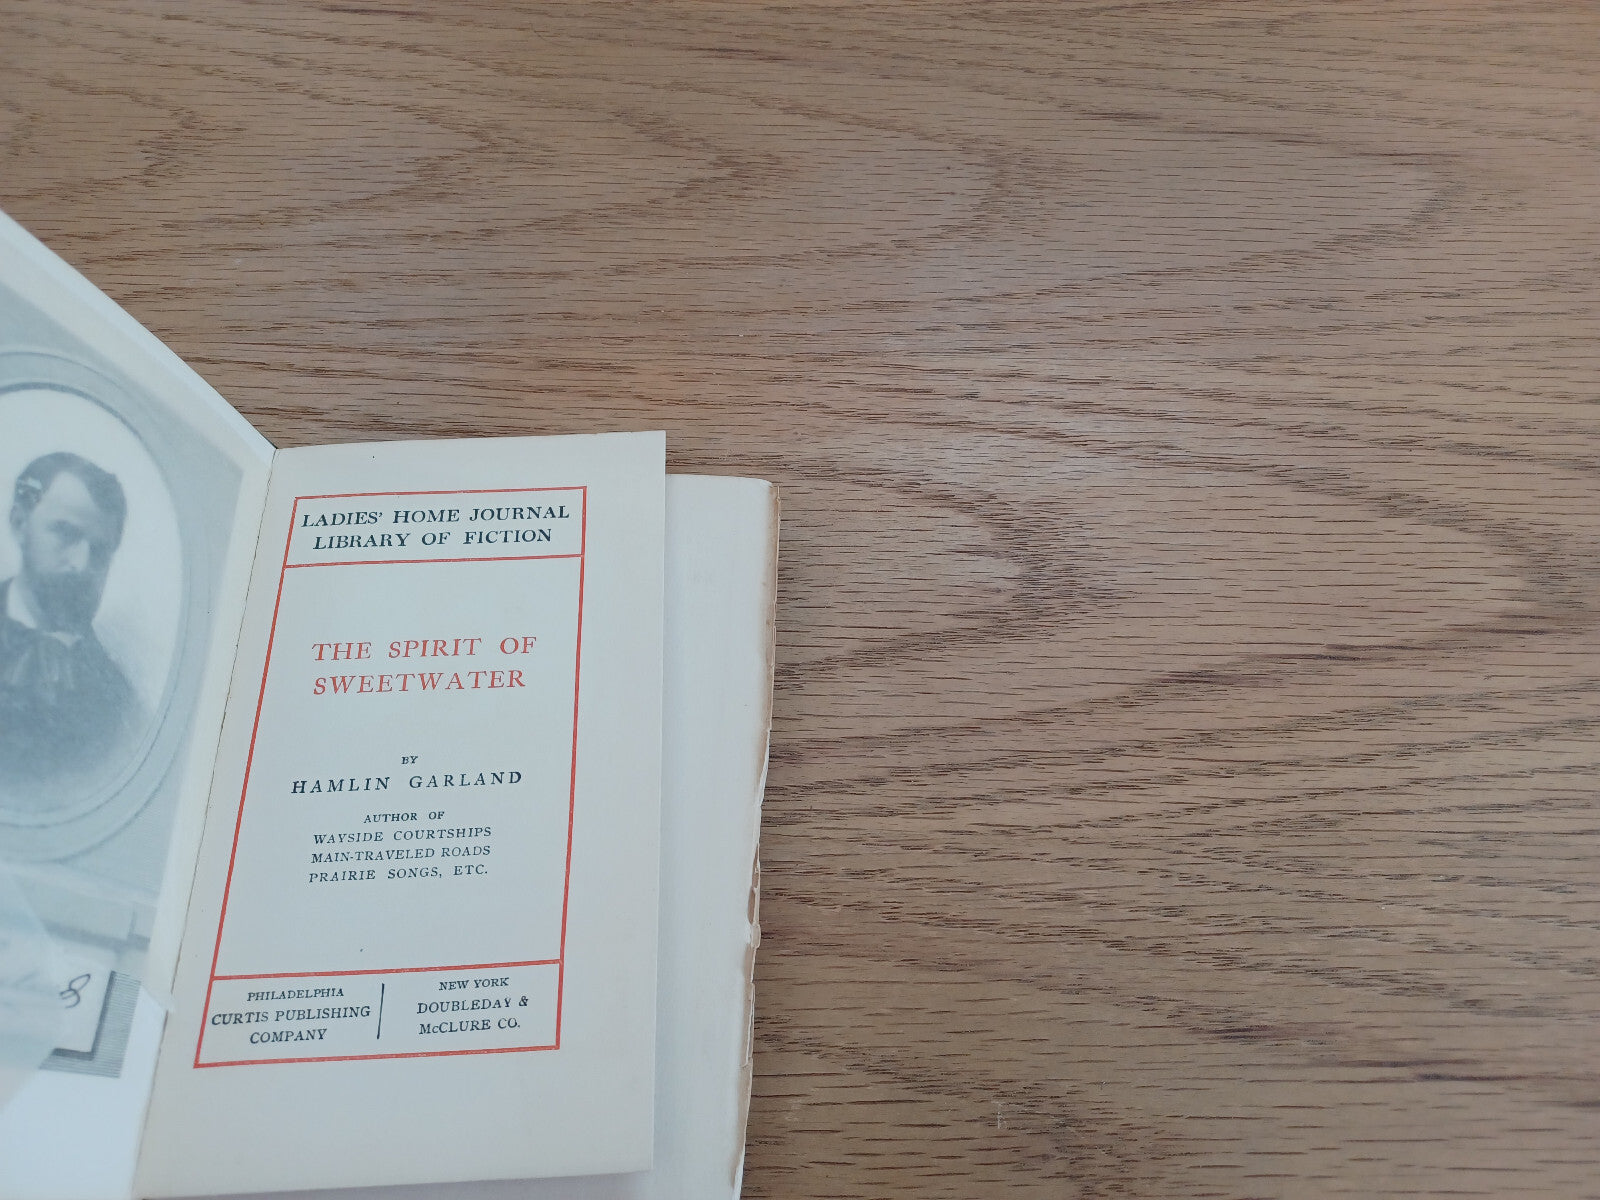 LADIES' HOME JOURNAL
LIBRARY OF FICTION
THE SPIRIT OF
SWEETWATER
BY
HAMLIN GARLAND
AUTHOR OF
WAYSIDE COURTSHIPS
MAIN-TRAVELED ROADS
PRAIRIE SONGS, ETC.
PHILADELPHIA
CURTIS PUBLISHING
COMPANY
NEW YORK
DOUBLEDAY &
McCLURE CO.